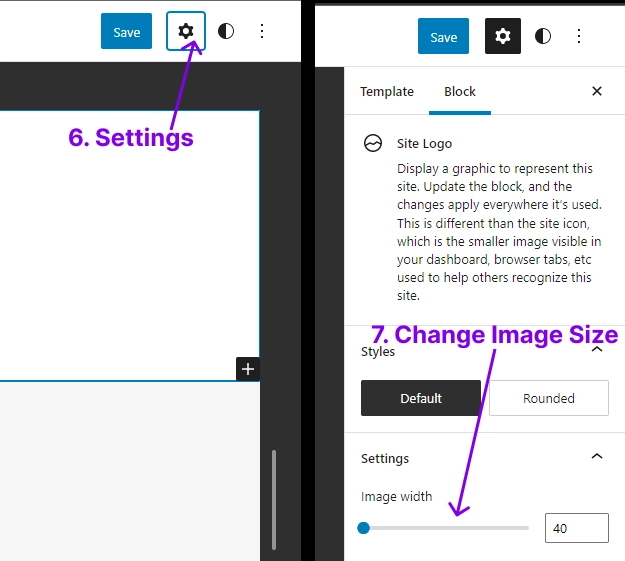 Save
6. Settings
Save
Template Block
Site Logo
Display a graphic to represent this
site. Update the block, and the
changes apply everywhere it's used.
This is different than the site icon,
which is the smaller image visible in
your dashboard, browser tabs, etc
used to help others recognize this
site.
7. Change Image Size
Styles
Default Rounded
Settings
Image width
40